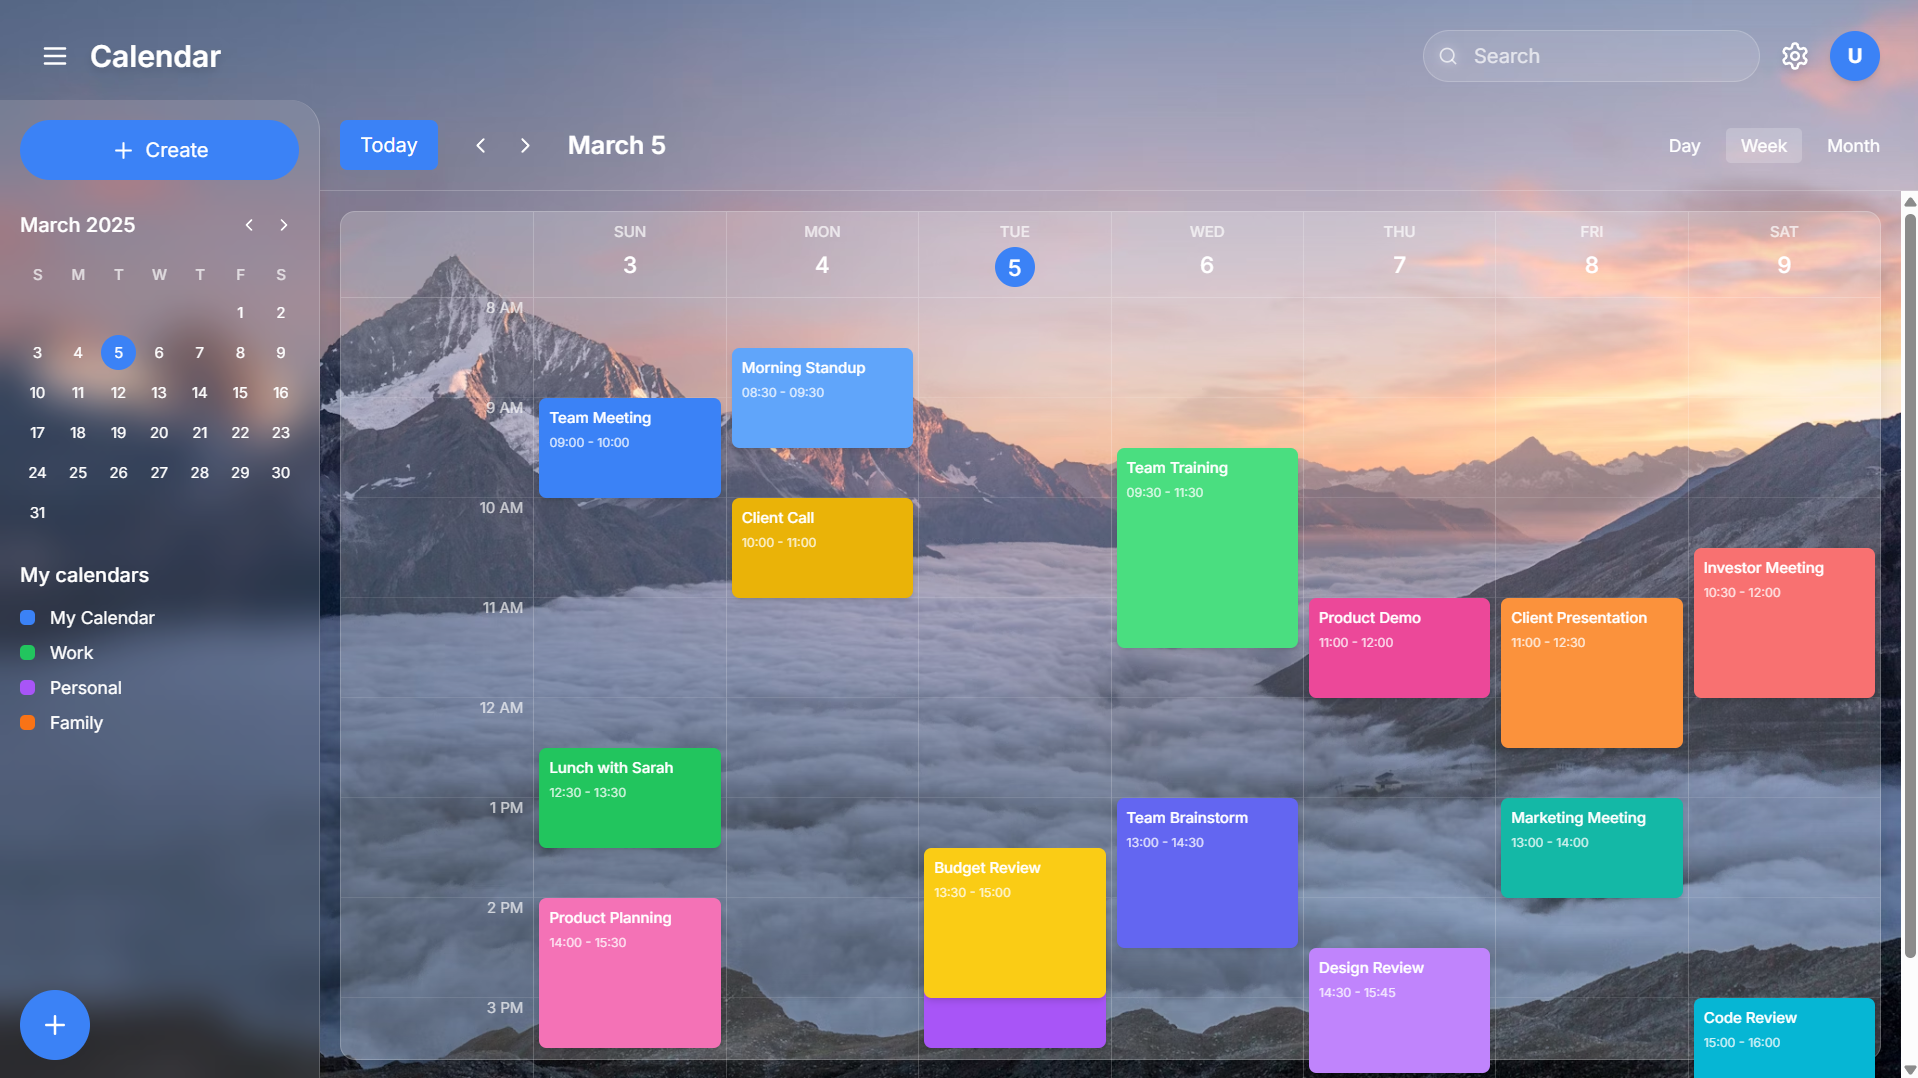 Calendar
Search
U
Create
March 2025
S M T W T F S
1 2
3 4 5 6 7 8 9
10 11 12 13 14 15 16
17 18 19 20 21 22 23
24 25 26 27 28 29 30
31
My calendars
My Calendar
Work
Personal
Family
Today
March 5
Day Week Month
SUN MON TUE WED THU FRI SAT
3 4 5 6 7 8 9
8 AM
9 AM
10 AM
11 AM
12 AM
1 PM
2 PM
3 PM
Team Meeting
09:00 - 10:00
Lunch with Sarah
12:30 - 13:30
Product Planning
14:00 - 15:30
Morning Standup
08:30 - 09:30
Client Call
10:00 - 11:00
Budget Review
13:30 - 15:00
Team Training
09:30 - 11:30
Team Brainstorm
13:00 - 14:30
Product Demo
11:00 - 12:00
Design Review
14:30 - 15:45
Client Presentation
11:00 - 12:30
Marketing Meeting
13:00 - 14:00
Investor Meeting
10:30 - 12:00
Code Review
15:00 - 16:00